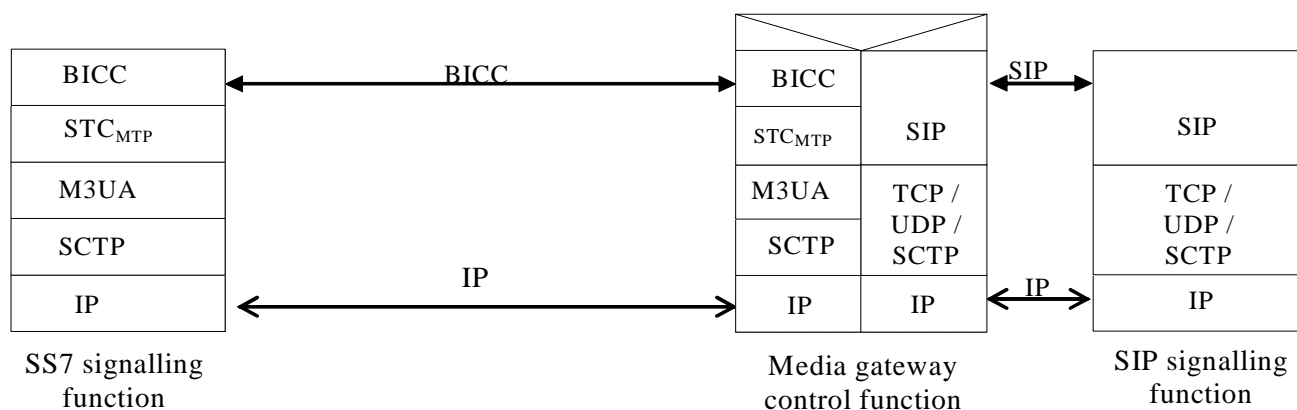 BICC
STCMTP
M3UA
SCTP
IP
SS7 signalling
function
BICC
IP
BICC
STCMTP
M3UA
SCTP
IP
SIP
TCP /
UDP /
SCTP
IP
Media gateway
control function
SIP
IP
SIP
TCP /
UDP /
SCTP
IP
SIP signalling
function